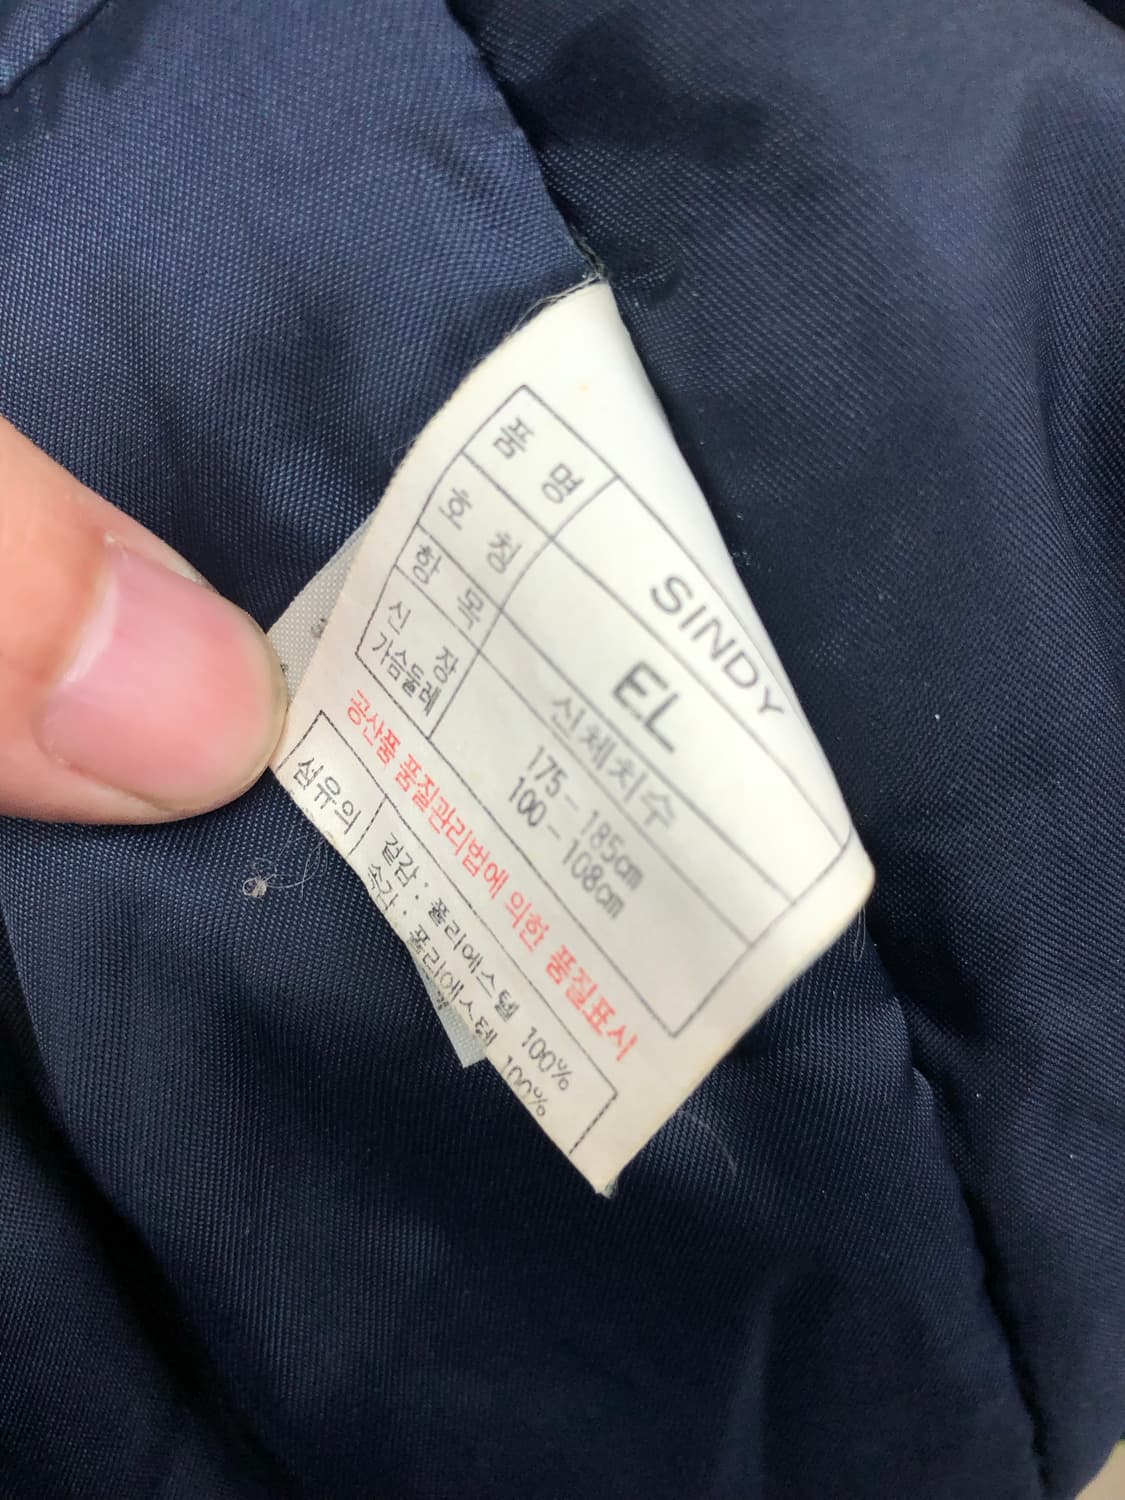 품 명 SINDY
호 칭 EL
항 목 신체치수
신 장 175-185cm
가슴둘레 100-108cm
공산품 품질관리법에 의한 품질표시
섬유의
겉감: 폴리에스텔 100%
속감: 폴리에스텔 100%